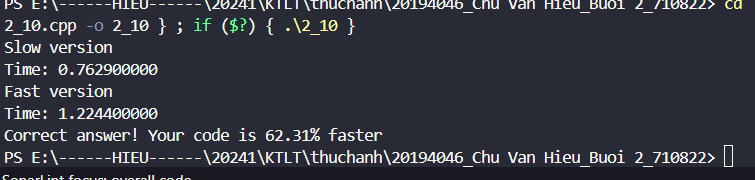 PS E:\------HIEU------\20241\KTLT\thuchanh\20194046_Chu Van Hieu_Buoi 2_710822> cd
2_10.cpp -o 2_10 } ; if ($?) { .\2_10 }
Slow version
Time: 0.762900000
Fast version
Time: 1.224400000
Correct answer! Your code is 62.31% faster
PS E:\------HIEU------\20241\KTLT\thuchanh\20194046_Chu Van Hieu_Buoi 2_710822>
SonarLint focus: overall code